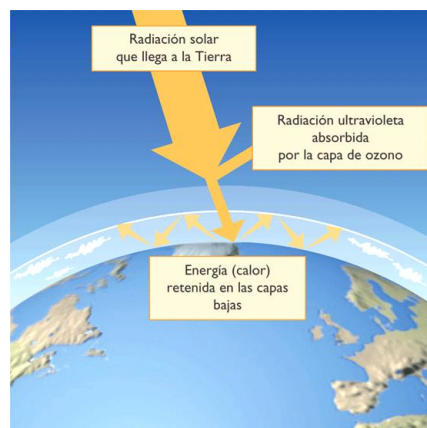 Radiación solar
que llega a la Tierra
Radiación ultravioleta
absorbida
por la capa de ozono
Energía (calor)
retenida en las capas
bajas